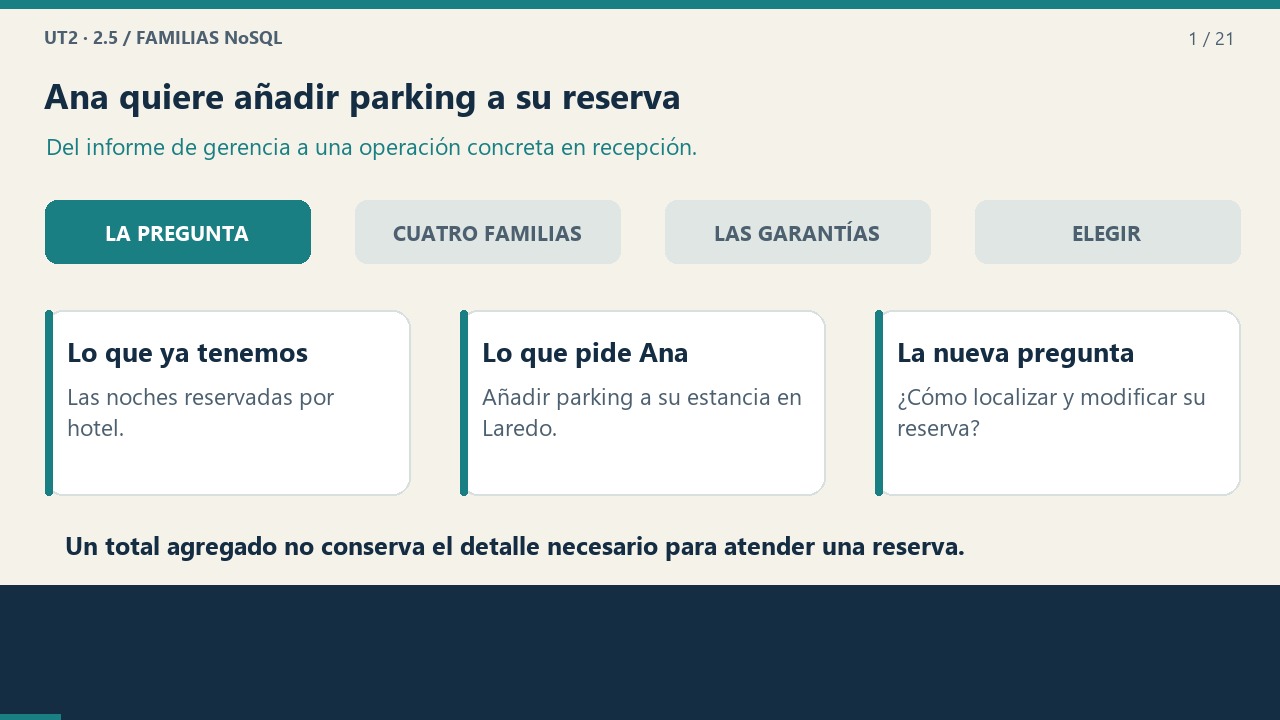 UT2 · 2.5 / FAMILIAS NoSQL
1 / 21
Ana quiere añadir parking a su reserva
Del informe de gerencia a una operación concreta en recepción.
LA PREGUNTA
CUATRO FAMILIAS
LAS GARANTÍAS
ELEGIR
Lo que ya tenemos
Las noches reservadas por
hotel.
Lo que pide Ana
Añadir parking a su estancia en
Laredo.
La nueva pregunta
¿Cómo localizar y modificar su
reserva?
Un total agregado no conserva el detalle necesario para atender una reserva.